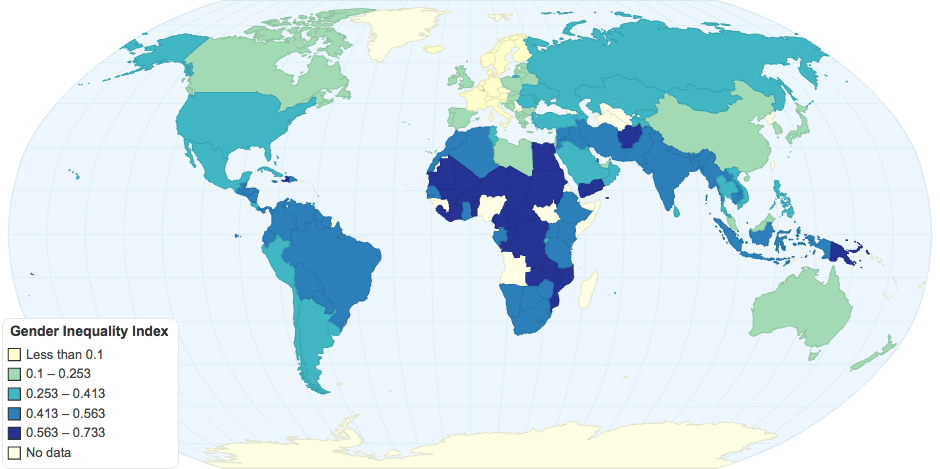 Gender Inequality Index
Less than 0.1
0.1 – 0.253
0.253 – 0.413
0.413 – 0.563
0.563 – 0.733
No data